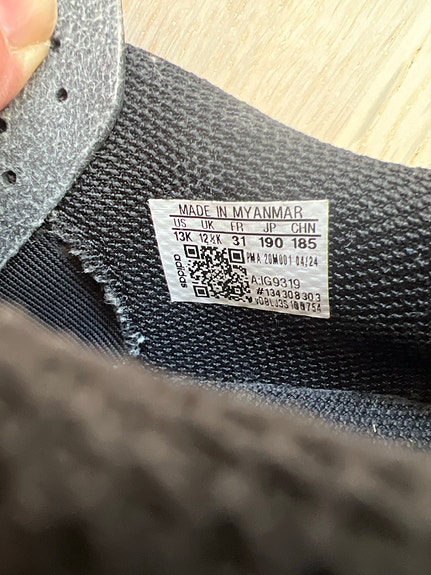 MADE IN MYANMAR
US UK FR JP CHN
13K 12½K 31 190 185
adidas
PMA 20M001 04/24
A:IG9319
#134308303